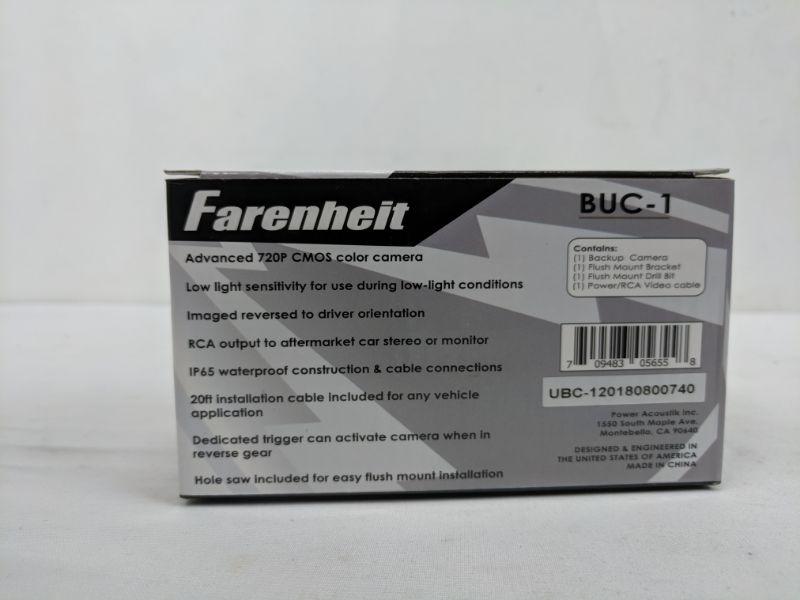 Farenheit
BUC-1
Advanced 720P CMOS color camera
Low light sensitivity for use during low-light conditions
Imaged reversed to driver orientation
RCA output to aftermarket car stereo or monitor
IP65 waterproof construction & cable connections
20ft installation cable included for any vehicle
application
Dedicated trigger can activate camera when in
reverse gear
Hole saw included for easy flush mount installation
Contains:
(1) Backup Camera
(1) Flush Mount Bracket
(1) Flush Mount Drill Bit
(1) Power/RCA Video cable
7 09483 05655 8
UBC-120180800740
Power Acoustik Inc.
1550 South Maple Ave.
Montebello, CA 90640
DESIGNED & ENGINEERED IN
THE UNITED STATES OF AMERICA
MADE IN CHINA